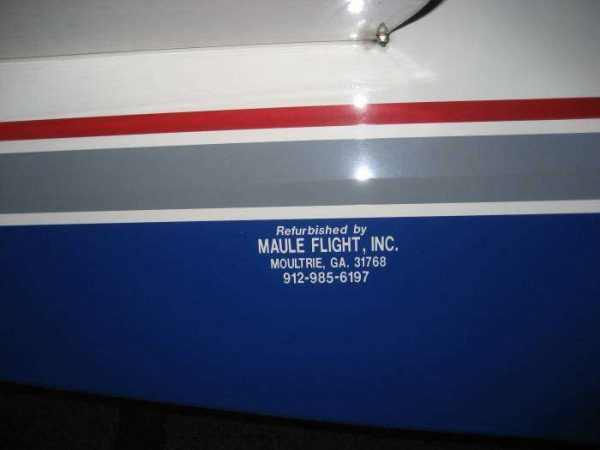 Refurbished by
MAULE FLIGHT, INC.
MOULTRIE, GA. 31768
912-985-6197